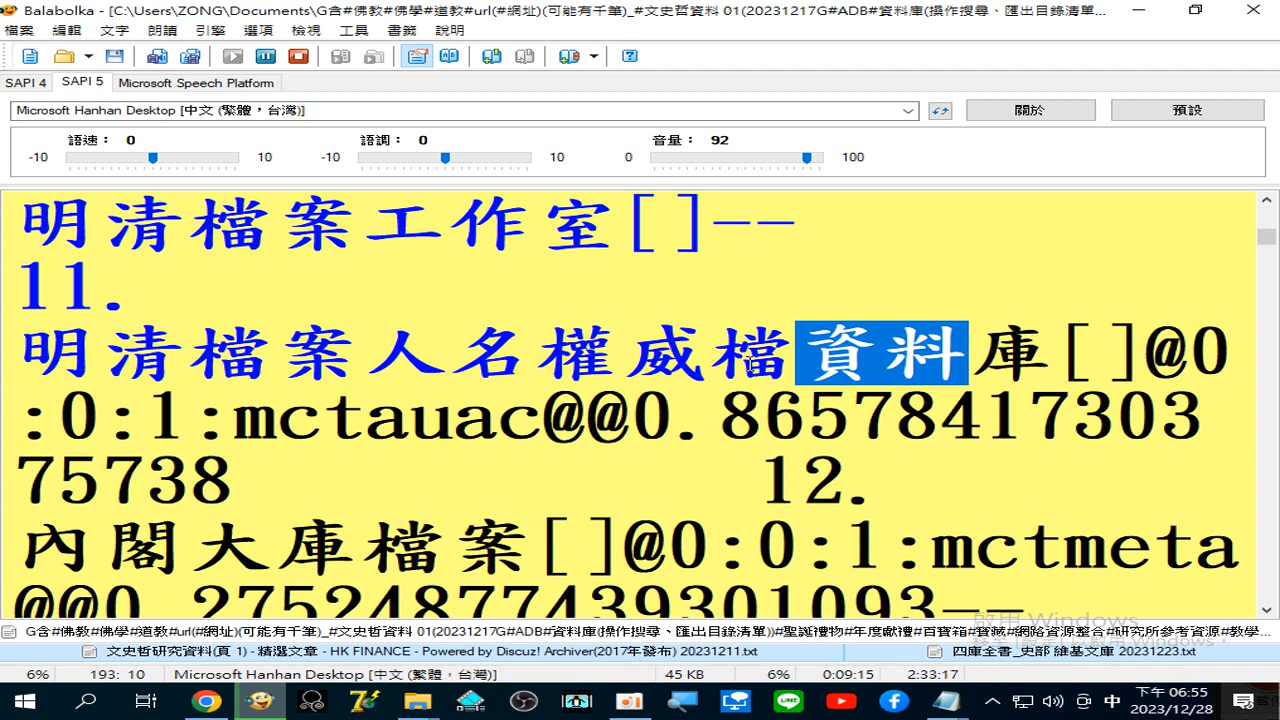 Balabolka - [C:\Users\ZONG\Documents\G含#佛教#佛學#道教#url(#網址)(可能有千筆)_#文史哲資料 01(20231217G#ADB#資料庫(操作搜尋、匯出目錄清單...
檔案 編輯 文字 朗讀 引擎 選項 檢視 工具 書籤 說明
SAPI 4 SAPI 5 Microsoft Speech Platform
Microsoft Hanhan Desktop [中文 (繁體，台灣)] 關於 預設
語速： 0 語調： 0 音量： 92
-10 10 -10 10 0 100
明清檔案工作室[]--
11.
明清檔案人名權威檔資料庫[]@0
:0:1:mctauac@@0.86578417303
75738 12.
內閣大庫檔案[]@0:0:1:mctmeta
@@0.27524877439301093--
啟用 Windows
G含#佛教#佛學#道教#url(#網址)(可能有千筆)_#文史哲資料 01(20231217G#ADB#資料庫(操作搜尋、匯出目錄清單))#聖誕禮物#年度獻禮#百寶箱#寶城#網路資源整合#研究所參考資源#教學...
文史哲研究資料(頁 1) - 精選文章 - HK FINANCE - Powered by Discuz! Archiver(2017年發布) 20231211.txt 四庫全書_史部 維基文庫 20231223.txt
6% 193: 10 Microsoft Hanhan Desktop [中文 (繁體，台灣)] 45 KB 6% 0:09:15 2:33:17
中 下午 06:55
2023/12/28